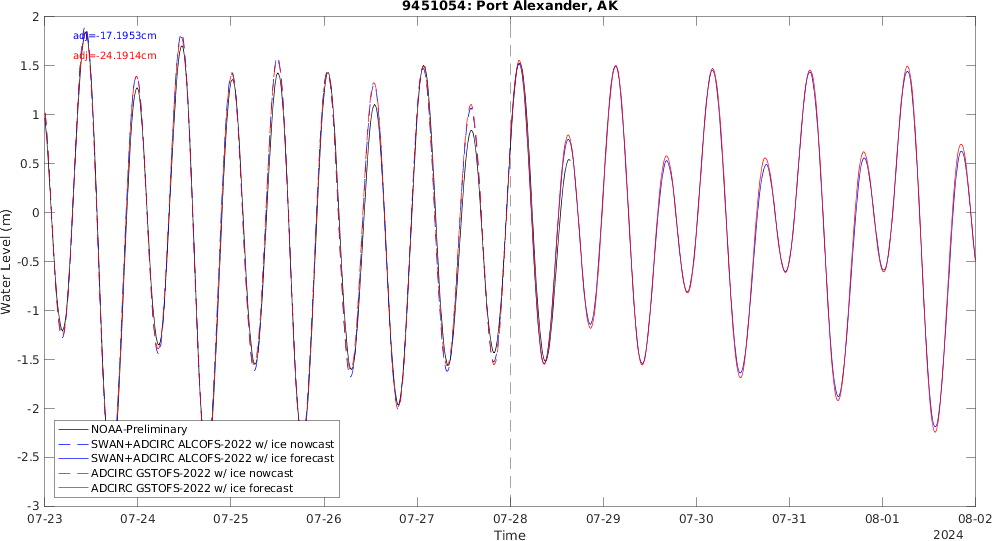 9451054: Port Alexander, AK
adj=-17.1953cm
adj=-24.1914cm
Water Level (m)
2
1.5
1
0.5
0
-0.5
-1
-1.5
-2
-2.5
-3
NOAA-Preliminary
SWAN+ADCIRC ALCOFS-2022 w/ ice nowcast
SWAN+ADCIRC ALCOFS-2022 w/ ice forecast
ADCIRC GSTOFS-2022 w/ ice nowcast
ADCIRC GSTOFS-2022 w/ ice forecast
07-23 07-24 07-25 07-26 07-27 07-28 07-29 07-30 07-31 08-01 08-02
Time
2024